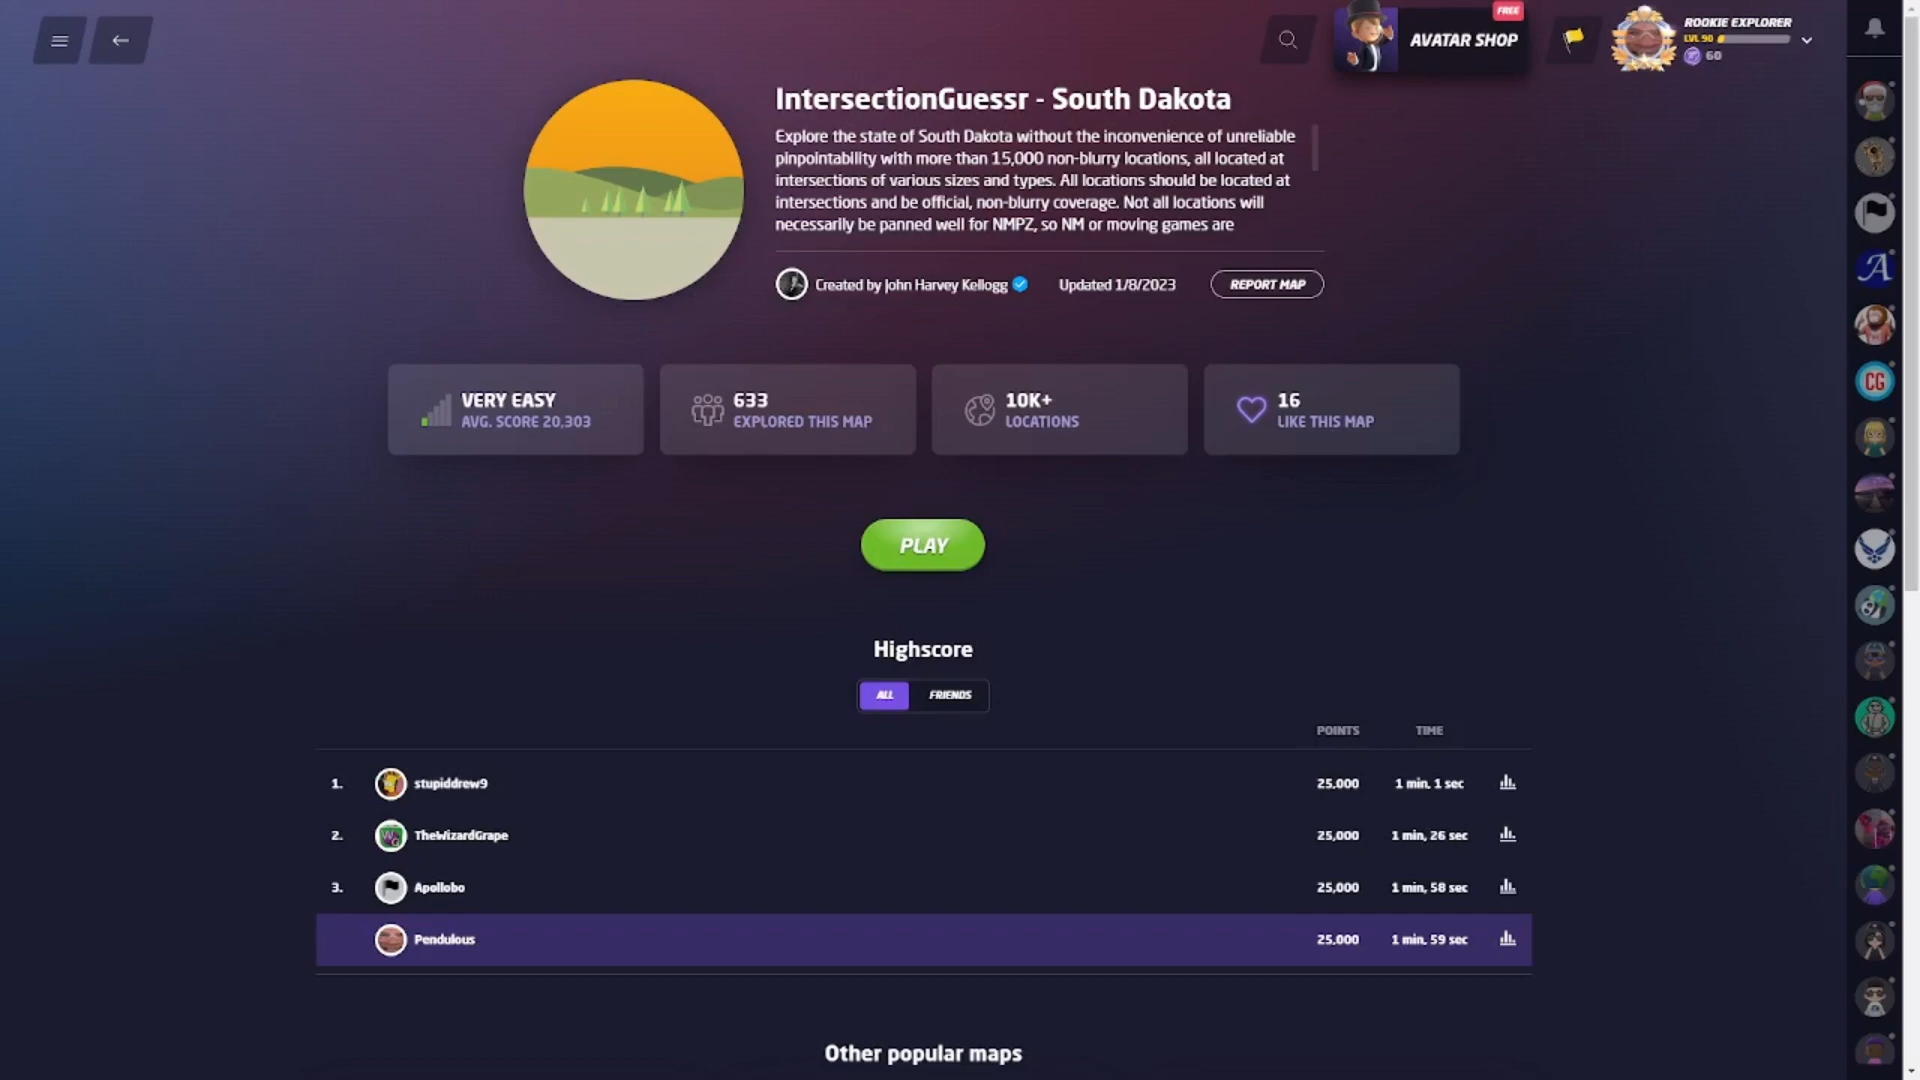 FREE
AVATAR SHOP
ROOKIE EXPLORER
LVL 90
60
IntersectionGuessr - South Dakota
Explore the state of South Dakota without the inconvenience of unreliable
pinpointability with more than 15,000 non-blurry locations, all located at
intersections of various sizes and types. All locations should be located at
intersections and be official, non-blurry coverage. Not all locations will
necessarily be panned well for NMPZ, so NM or moving games are
Created by John Harvey Kellogg
Updated 1/8/2023
REPORT MAP
VERY EASY
AVG. SCORE 20,303
633
EXPLORED THIS MAP
10K+
LOCATIONS
16
LIKE THIS MAP
A
CG
PLAY
Highscore
ALL
FRIENDS
POINTS
TIME
1.
stupiddrew9
25,000
1 min, 1 sec
2.
TheWizardGrape
25,000
1 min, 26 sec
3.
Apollobo
25,000
1 min, 58 sec
Pendulous
25,000
1 min, 59 sec
Other popular maps